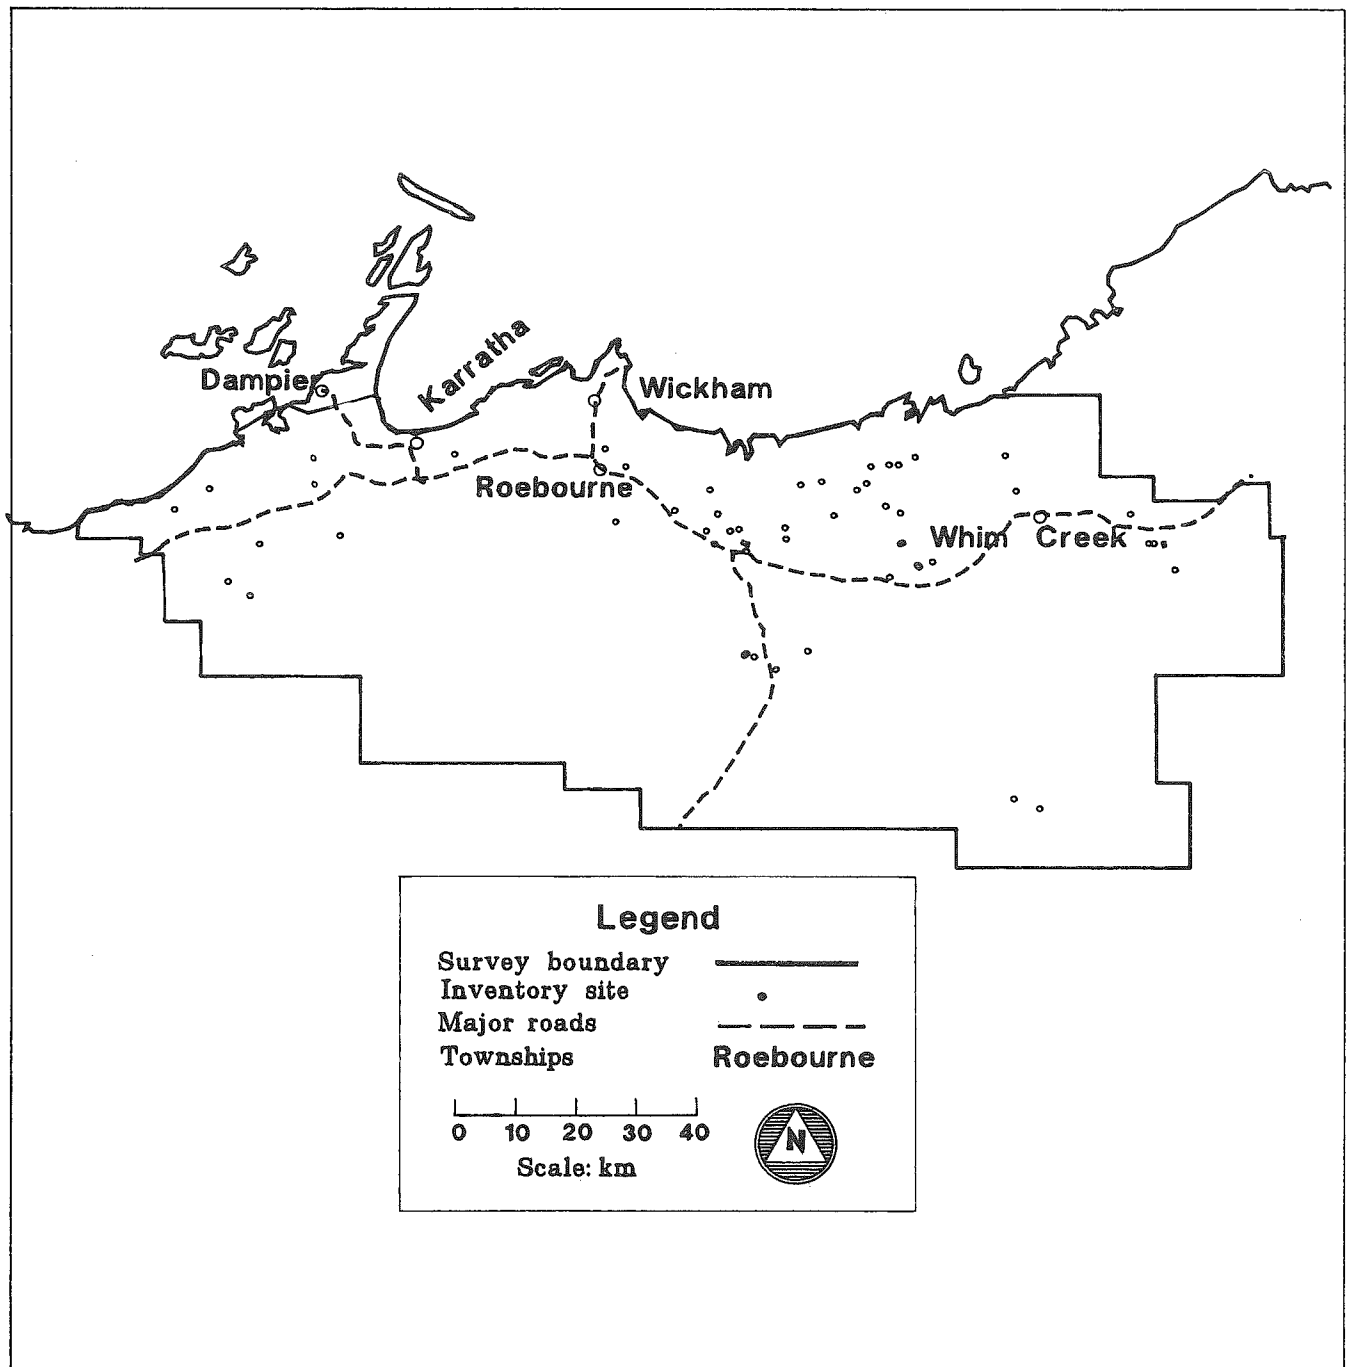 Karratha
Dampier
Wickham
Roebourne
Whim Creek
Legend
Survey boundary
Inventory site
Major roads
Townships Roebourne
0 10 20 30 40
Scale: km
N